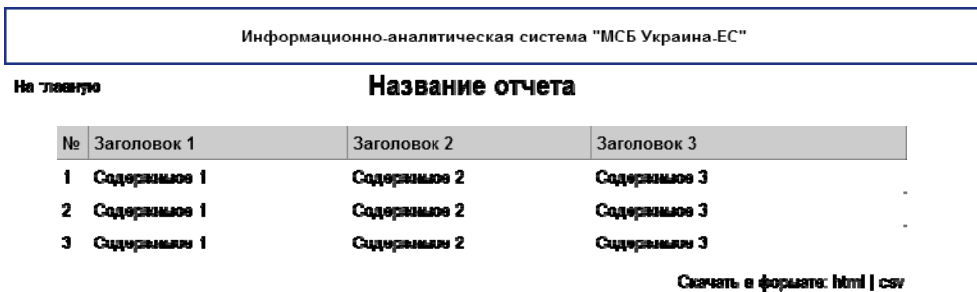 Информационно-аналитическая система "МСБ Украина-ЕС"
На главную
Название отчета
№ Заголовок 1 Заголовок 2 Заголовок 3
1 Содержимое 1 Содержимое 2 Содержимое 3
2 Содержимое 1 Содержимое 2 Содержимое 3
3 Содержимое 1 Содержимое 2 Содержимое 3
Скачать в формате: html | csv